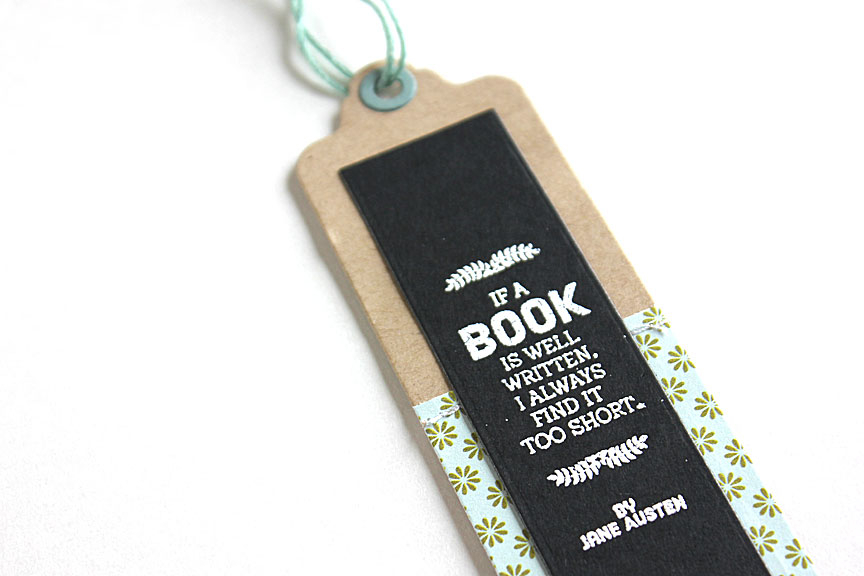 IF A
BOOK
IS WELL
WRITTEN,
I ALWAYS
FIND IT
TOO SHORT.
BY
JANE AUSTEN